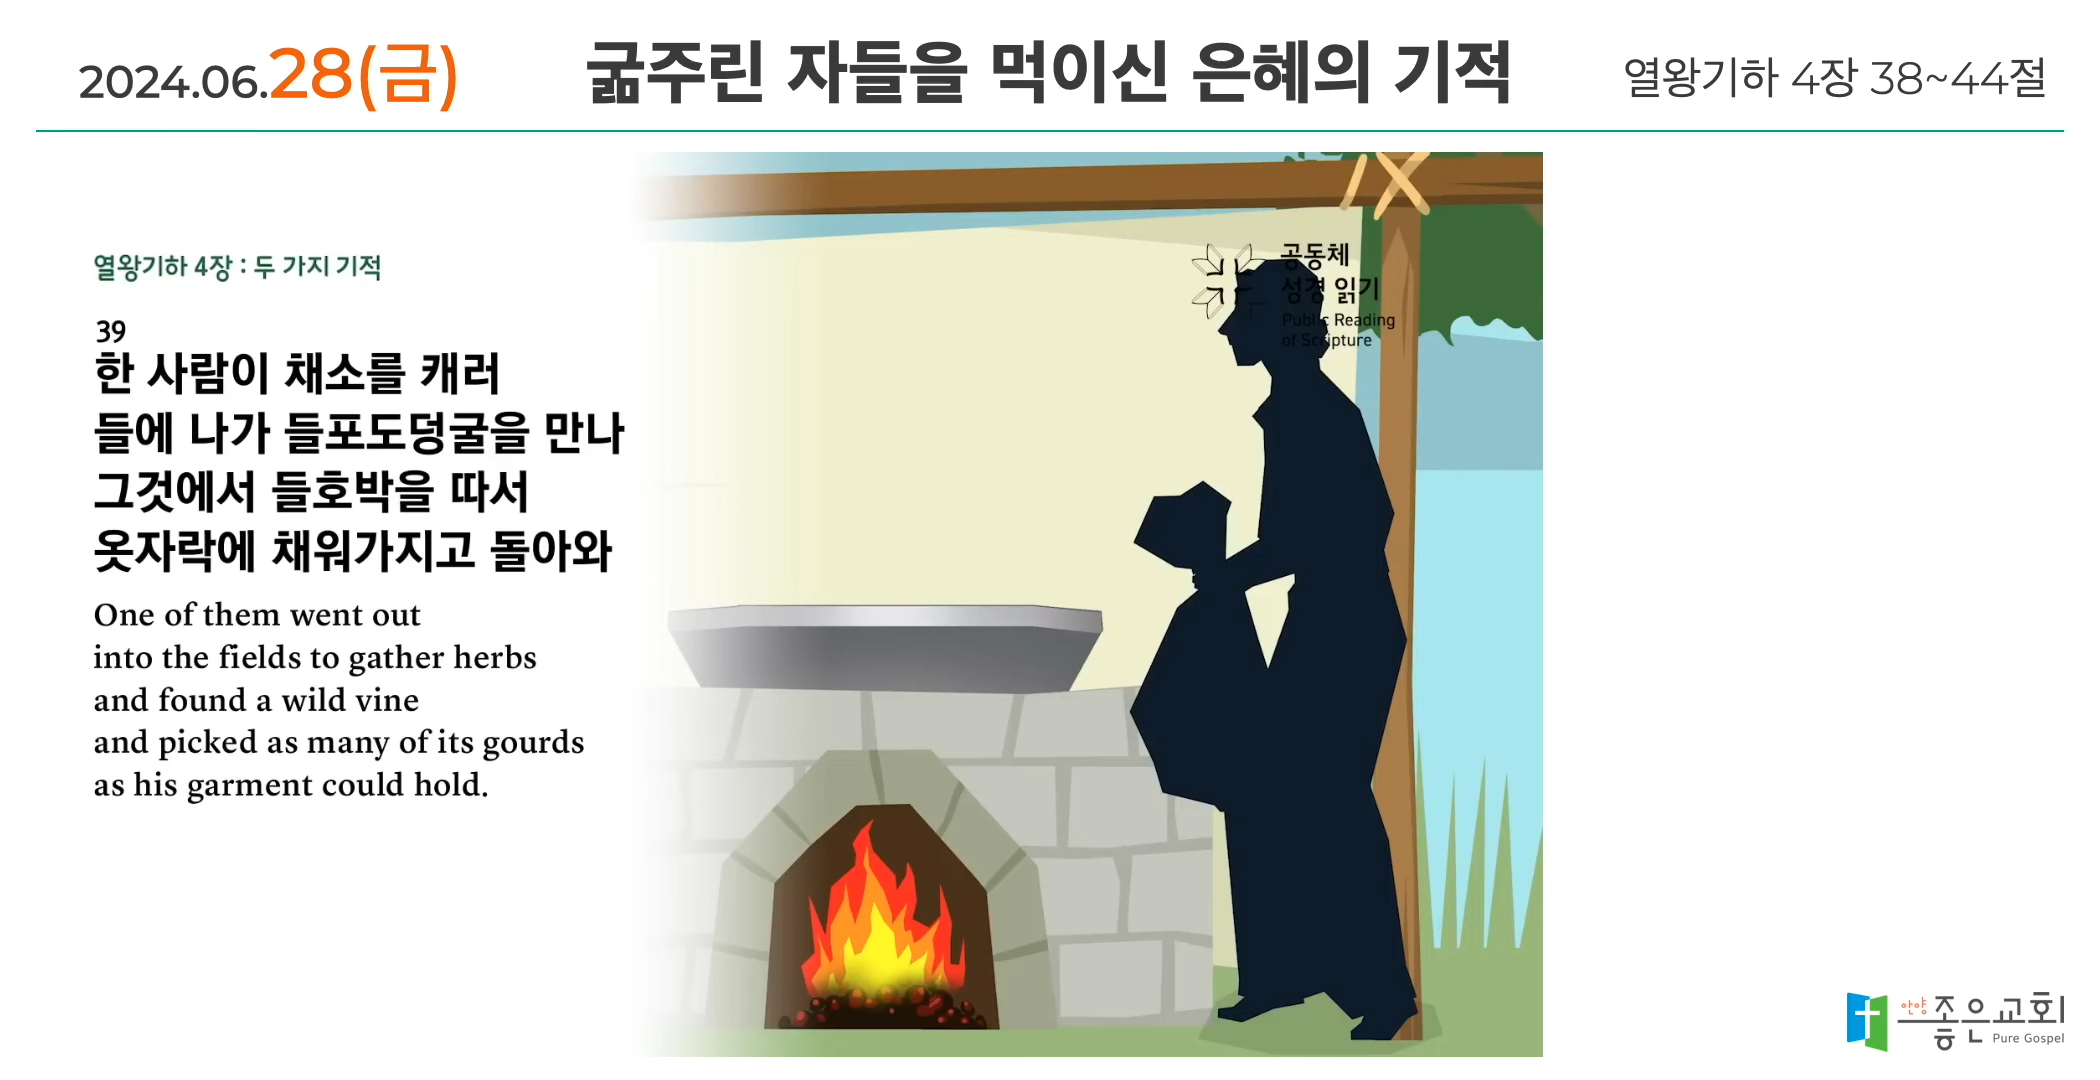 2024.06.28(금)
굶주린 자들을 먹이신 은혜의 기적
열왕기하 4장 38~44절
열왕기하 4장 : 두 가지 기적
39
한 사람이 채소를 캐러
들에 나가 들포도덩굴을 만나
그것에서 들호박을 따서
옷자락에 채워가지고 돌아와
One of them went out
into the fields to gather herbs
and found a wild vine
and picked as many of its gourds
as his garment could hold.
공동체
성경 읽기
Public Reading
of Scripture
안양
좋은교회
Pure Gospel